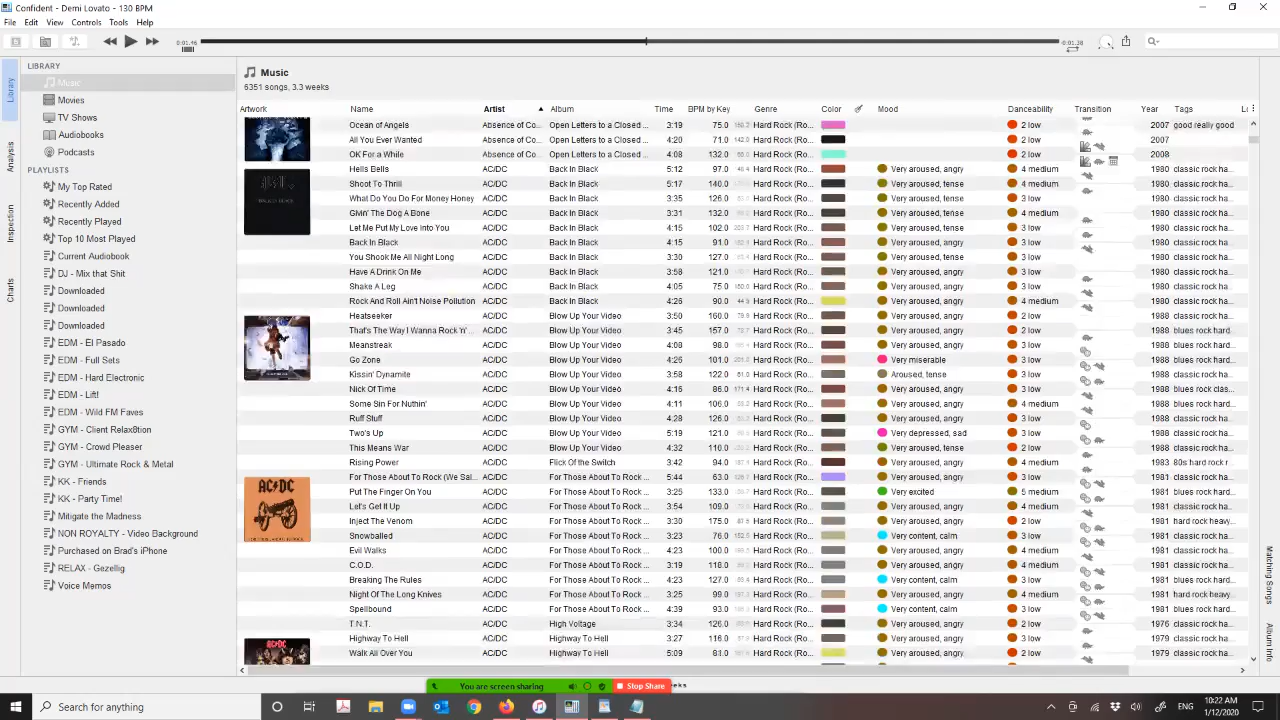 Confident - Demi Lovato - 130 BPM
File Edit View Controls Tools Help
0:01.46 -0:01.38
Library
Analysis
Inspection
Charts
LIBRARY
Music
Movies
TV Shows
Audiobooks
Podcasts
PLAYLISTS
My Top Rated
Recently Added
Recently Played
Top 10 Most Played
Current Audiobook
DJ - Mix that Shit
Downloaded
Downloaded
Downloaded
EDM - El Pasado
EDM - Full Sets
EDM - Hard Electronic
EDM - Lift!
EDM - Wild FM Faves
GYM - Client Relax8tion
GYM - Crowd Pleaser
GYM - Ultimate Rock & Metal
KK - Friends
KK - Party Time!
Mitigate the Madness
NON ROYALTY - Video Background
Purchased on Brad's iPhone
RELAX - Gezellig
Voice Memos
Music
6351 songs, 3.3 weeks
Artwork Name Artist Album Time BPM by Key Genre Color Mood Danceability Transition Year Tags
Ocean of Angels Absence of Co... Open Letters to a Closed ... 3:19 75.0 Hard Rock (Ro... 2 low 2007 good really good
All You Ever Wanted Absence of Co... Open Letters to a Closed ... 4:20 71.0 Hard Rock (Ro... 2 low 2007
OK For a While Absence of Co... Open Letters to a Closed ... 4:08 132.0 Hard Rock (Ro... 2 low 2008
Hells Bells AC/DC Back In Black 5:12 97.0 Hard Rock (Ro... Very aroused, angry 4 medium 1980 classic rock ha...
Shoot To Thrill AC/DC Back In Black 5:17 140.0 Hard Rock (Ro... Very aroused, tense 4 medium 1980 classic rock ha...
What Do You Do For Money Honey AC/DC Back In Black 3:35 126.0 Hard Rock (Ro... Very aroused, tense 3 low 1980 classic rock ha...
Givin' The Dog A Bone AC/DC Back In Black 3:31 132.0 Hard Rock (Ro... Very aroused, tense 4 medium 1980 classic rock ha...
Let Me Put My Love Into You AC/DC Back In Black 4:15 102.0 Hard Rock (Ro... Very aroused, tense 3 low 1980 classic rock ha...
Back In Black AC/DC Back In Black 4:15 91.0 Hard Rock (Ro... Very aroused, angry 4 medium 1980 classic rock ha...
You Shook Me All Night Long AC/DC Back In Black 3:30 127.0 Hard Rock (Ro... Very aroused, tense 3 low 1980 classic rock ha...
Have A Drink On Me AC/DC Back In Black 3:58 121.0 Hard Rock (Ro... Very aroused, angry 3 low 1980 classic rock ha...
Shake A Leg AC/DC Back In Black 4:05 75.0 Hard Rock (Ro... Very aroused, angry 3 low 1980 classic rock ha...
Rock And Roll Ain't Noise Pollution AC/DC Back In Black 4:26 90.0 Hard Rock (Ro... Very aroused, angry 4 medium 1980 classic rock ha...
Heatseeker AC/DC Blow Up Your Video 3:50 160.0 Hard Rock (Ro... Very aroused, angry 2 low 1988 classic rock ha...
That's The Way I Wanna Rock 'n'... AC/DC Blow Up Your Video 3:45 157.0 Hard Rock (Ro... Very aroused, angry 2 low 1988 blues rock hard...
Meanstreak AC/DC Blow Up Your Video 4:08 98.0 Hard Rock (Ro... Very aroused, angry 4 medium 1988 classic rock ha...
Go Zone AC/DC Blow Up Your Video 4:26 101.0 Hard Rock (Ro... Very miserable 3 low 1988 classic rock ha...
Kissin' Dynamite AC/DC Blow Up Your Video 3:58 122.0 Hard Rock (Ro... Aroused, tense 3 low 1988 blues rock hard...
Nick Of Time AC/DC Blow Up Your Video 4:15 86.0 Hard Rock (Ro... Very aroused, angry 2 low 1988 blues rock clas...
Some Sin For Nuthin' AC/DC Blow Up Your Video 4:11 106.0 Hard Rock (Ro... Very aroused, angry 4 medium 1988 classic rock ha...
Ruff Stuff AC/DC Blow Up Your Video 4:28 126.0 Hard Rock (Ro... Very aroused, angry 3 low 1988 classic rock ha...
Two's Up AC/DC Blow Up Your Video 5:19 121.0 Hard Rock (Ro... Very depressed, sad 3 low 1988 classic rock ha...
This Means War AC/DC Blow Up Your Video 4:32 110.0 Hard Rock (Ro... Very aroused, tense 2 low 1988 classic rock ha...
Rising Power AC/DC Flick Of the Switch 3:42 94.0 Hard Rock (Ro... Very aroused, angry 4 medium 1983 80s hard rock r...
For Those About To Rock (We Sal... AC/DC For Those About To Rock ... 5:44 63.0 Hard Rock (Ro... Very aroused, angry 3 low 1981 classic rock ha...
Put The Finger On You AC/DC For Those About To Rock ... 3:25 133.0 Hard Rock (Ro... Very excited 5 medium 1981 blues rock hard...
Let's Get It Up AC/DC For Those About To Rock ... 3:54 109.0 Hard Rock (Ro... Very aroused, angry 4 medium 1981 classic rock ha...
Inject The Venom AC/DC For Those About To Rock ... 3:30 175.0 Hard Rock (Ro... Very aroused, angry 2 low 1981 hard rock heavy...
Snowballed AC/DC For Those About To Rock ... 3:23 76.0 Hard Rock (Ro... Very content, calm 3 low 1981 blues rock hard...
Evil Walks AC/DC For Those About To Rock ... 4:23 100.0 Hard Rock (Ro... Very aroused, angry 4 medium 1981 classic rock ha...
C.O.D. AC/DC For Those About To Rock ... 3:19 118.0 Hard Rock (Ro... Very aroused, angry 4 medium 1981 classic rock ha...
Breaking The Rules AC/DC For Those About To Rock ... 4:23 127.0 Hard Rock (Ro... Very content, calm 3 low 1981 blues rock hard...
Night Of The Long Knives AC/DC For Those About To Rock ... 3:25 99.0 Hard Rock (Ro... Very aroused, angry 4 medium 1981 hard rock heavy...
Spellbound AC/DC For Those About To Rock ... 4:39 93.0 Hard Rock (Ro... Very content, calm 3 low 1981 blues rock hard...
T.N.T. AC/DC High Voltage 3:34 126.0 Hard Rock (Ro... Very aroused, angry 2 low 1976 classic rock ha...
Highway To Hell AC/DC Highway To Hell 3:27 16.0 Hard Rock (Ro... Very aroused, angry 4 medium 1979 classic rock ha...
Walk All Over You AC/DC Highway To Hell 5:09 81.0 Hard Rock (Ro... Very aroused, angry 2 low 1979 classic rock ha...
AC/DC
AC/DC
Matching Songs
Album Info
You are screen sharing Stop Share
Search for anything
ENG 10:22 AM
1/12/2020